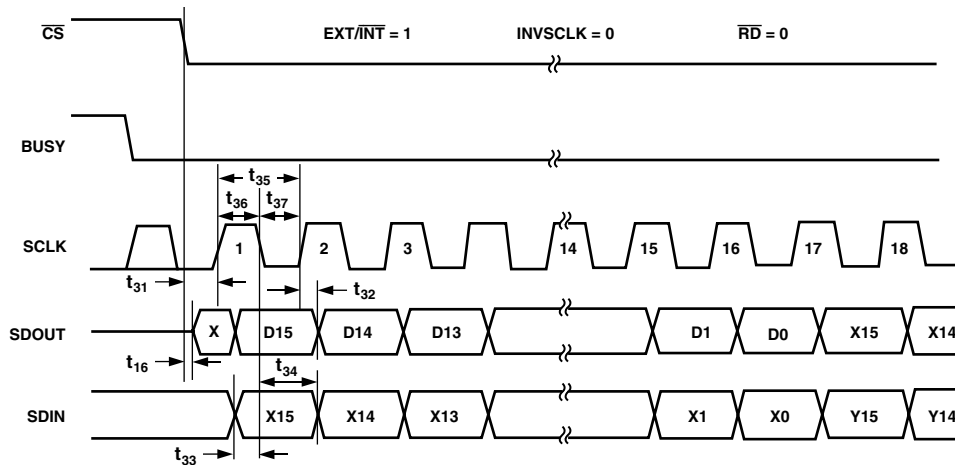 CS EXT/INT = 1 INVSCLK = 0 RD = 0
BUSY
t35
t36 t37
SCLK 1 2 3 14 15 16 17 18
t31 t32
SDOUT X D15 D14 D13 D1 D0 X15 X14
t16
t34
SDIN X15 X14 X13 X1 X0 Y15 Y14
t33